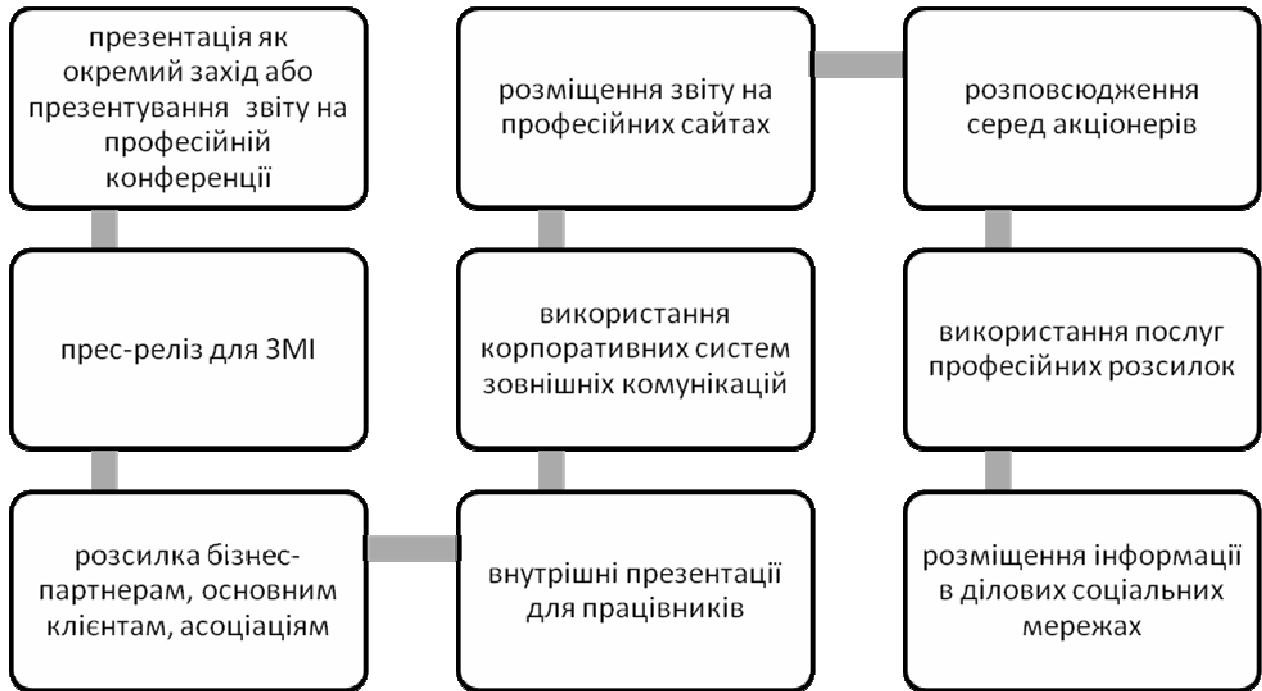 презентація як
окремий захід або
презентування звіту на
професійній
конференції
прес-реліз для ЗМІ
розсилка бізнес-
партнерам, основним
клієнтам, асоціаціям
внутрішні презентації
для працівників
використання
корпоративних систем
зовнішніх комунікацій
розміщення звіту на
професійних сайтах
розповсюдження
серед акціонерів
використання послуг
професійних розсилок
розміщення інформації
в ділових соціальних
мережах